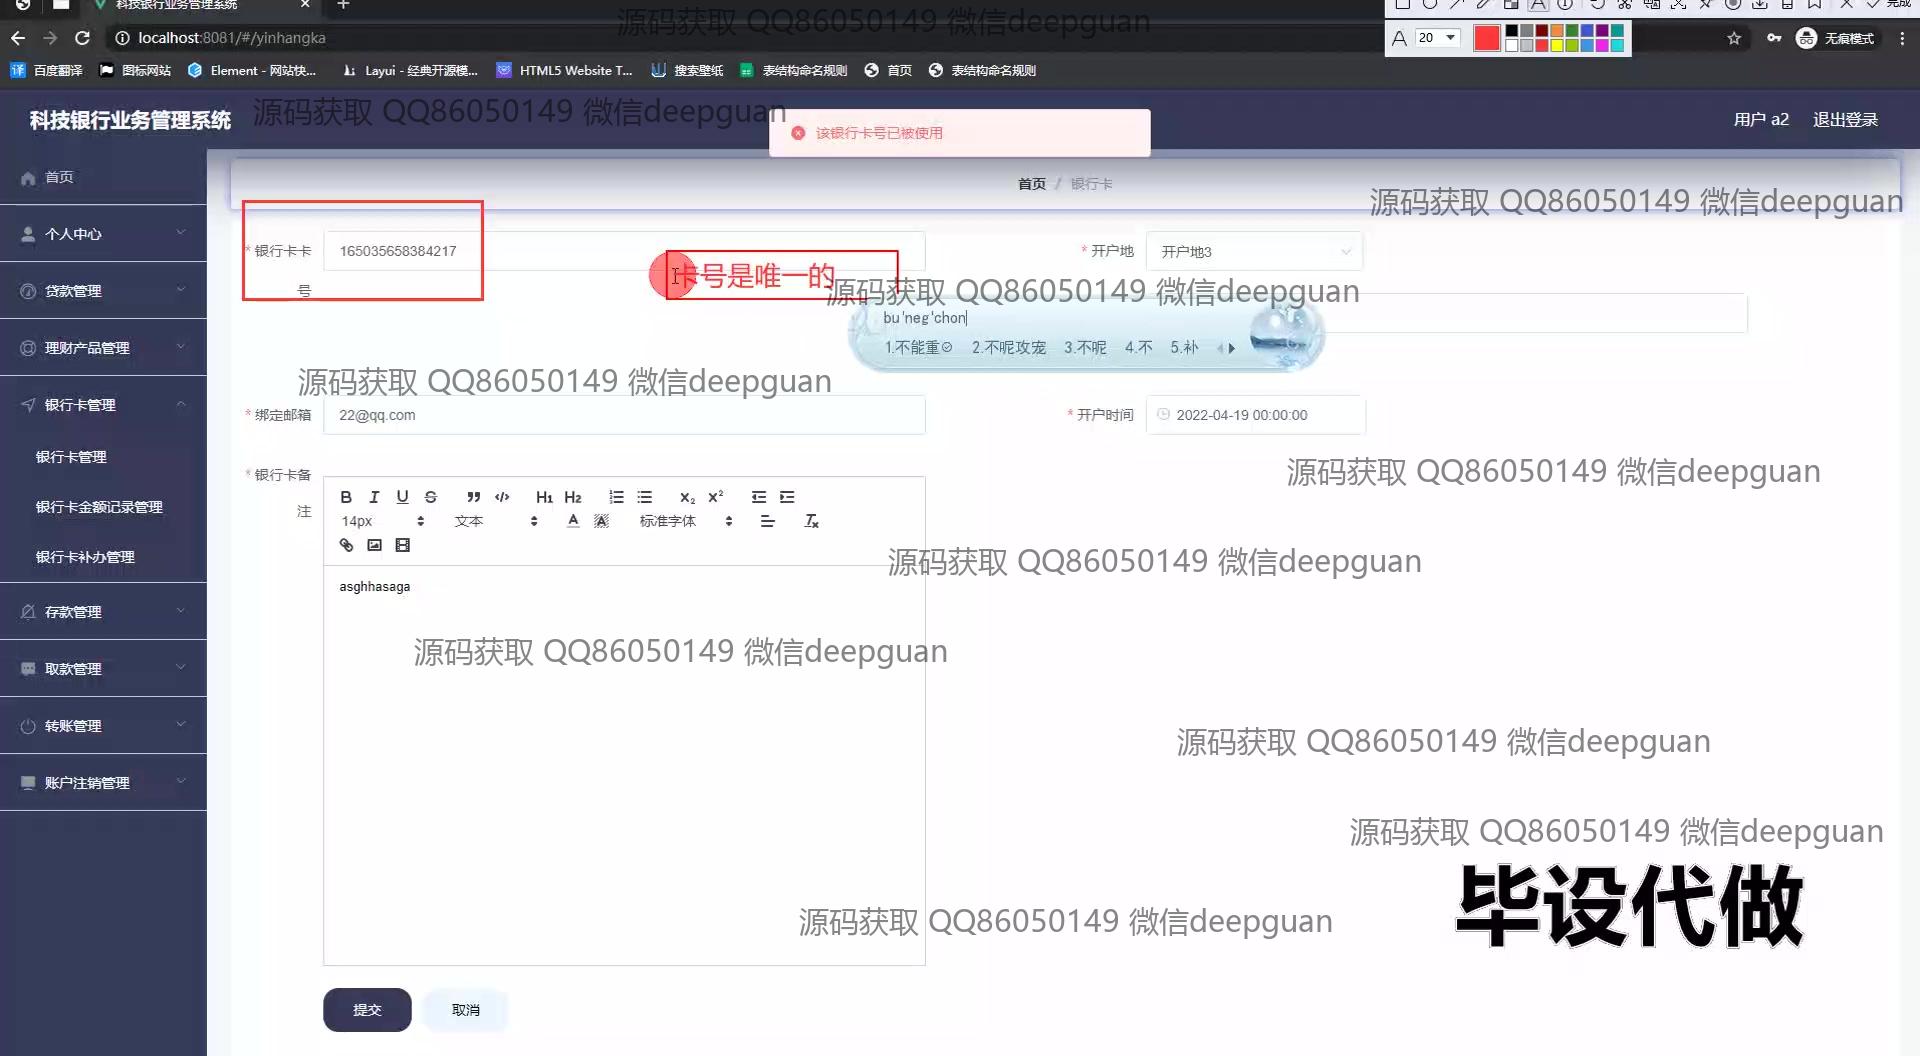 科技银行业务管理系统
完成
源码获取 QQ86050149 微信deepguan
localhost:8081/#/yinhangka
A 20
无痕模式
译 百度翻译 图标网站 Element - 网站快... Layui - 经典开源模... HTML5 Website T... 搜索壁纸 表结构命名规则 首页 表结构命名规则
科技银行业务管理系统
源码获取 QQ86050149 微信deepguan
该银行卡号已被使用
用户 a2 退出登录
首页
首页 / 银行卡
源码获取 QQ86050149 微信deepguan
个人中心
* 银行卡卡号
165035658384217
卡号是唯一的
* 开户地
开户地3
贷款管理
源码获取 QQ86050149 微信deepguan
bu'neg'chon
1.不能重 2.不呢攻宠 3.不呢 4.不 5.补
理财产品管理
源码获取 QQ86050149 微信deepguan
银行卡管理
* 绑定邮箱
22@qq.com
* 开户时间
2022-04-19 00:00:00
银行卡管理
* 银行卡备注
源码获取 QQ86050149 微信deepguan
B I U S H1 H2 X2 X2
银行卡金额记录管理
14px 文本 A A 标准字体 Tx
银行卡补办管理
源码获取 QQ86050149 微信deepguan
asghhasaga
存款管理
源码获取 QQ86050149 微信deepguan
取款管理
转账管理
源码获取 QQ86050149 微信deepguan
账户注销管理
源码获取 QQ86050149 微信deepguan
毕设代做
源码获取 QQ86050149 微信deepguan
提交 取消